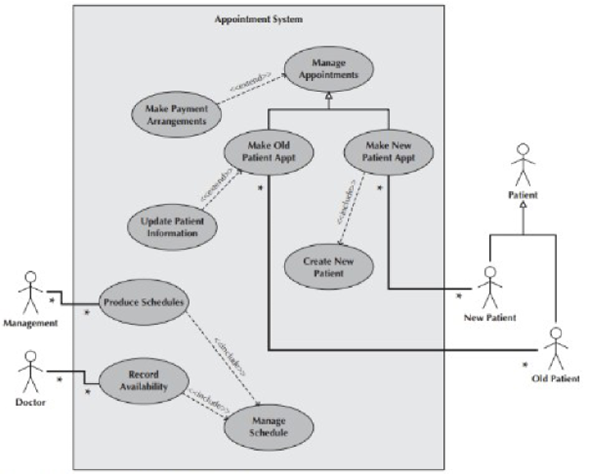 Appointment System
Manage
Appointments
<<extend>>
Make Payment
Arrangements
Make Old
Patient Appt
Make New
Patient Appt
*
*
<<extend>>
<<include>>
Patient
Update Patient
Information
Create New
Patient
Management
*
*
Produce Schedules
*
New Patient
<<include>>
Doctor
*
*
Record
Availability
<<include>>
*
Old Patient
Manage
Schedule